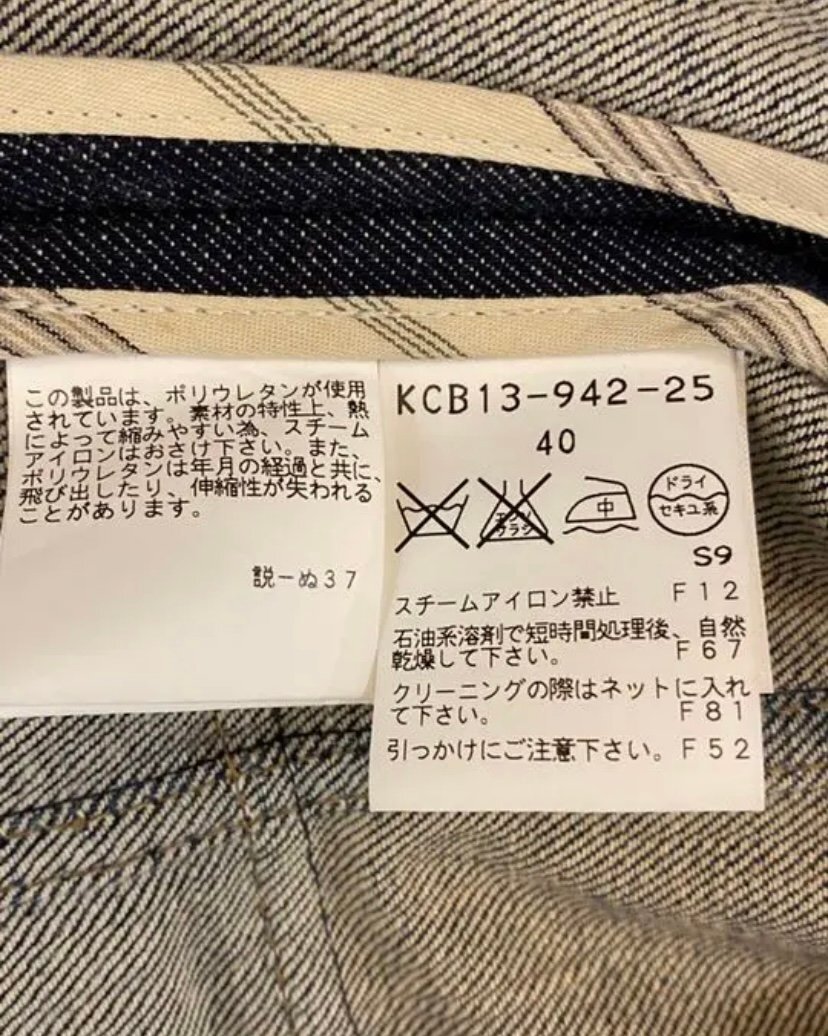 この製品は、ポリウレタンが使用
されています。素材の特性上、熱
によって縮みやすい為、スチーム
アイロンはおさけ下さい。また、
ポリウレタンは年月の経過と共に、
飛び出したり、伸縮性が失われる
ことがあります。
説ーぬ37
KCB13-942-25
40
エンソ
サラシ
中
ドライ
セキユ系
S9
スチームアイロン禁止 F12
石油系溶剤で短時間処理後、自然
乾燥して下さい。 F67
クリーニングの際はネットに入れ
て下さい。 F81
引っかけにご注意下さい。F52